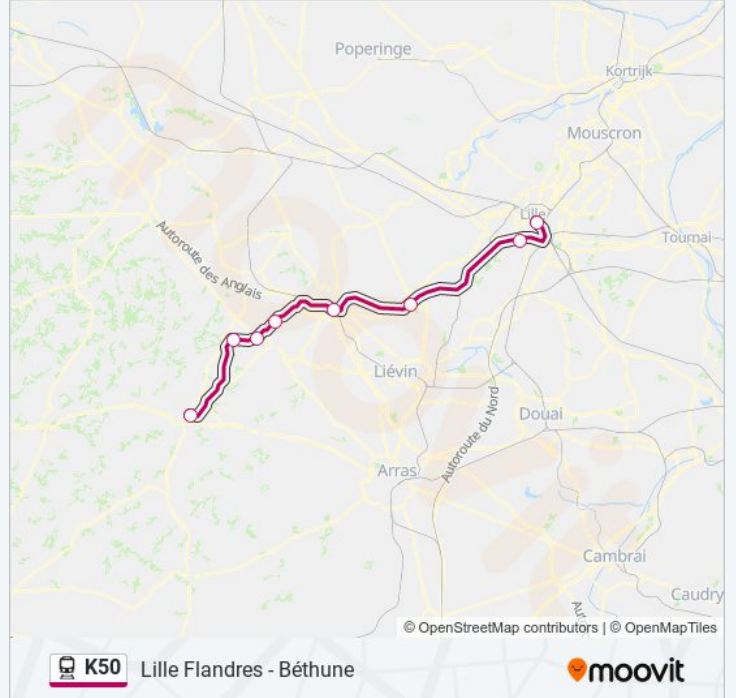 Poperinge
Kortrijk
Mouscron
Lille
Tournai
Autoroute des Anglais
Liévin
Douai
Autoroute du Nord
Arras
Cambrai
Caudry
Aut
© OpenStreetMap contributors | © OpenMapTiles
K50 Lille Flandres - Béthune
moovit